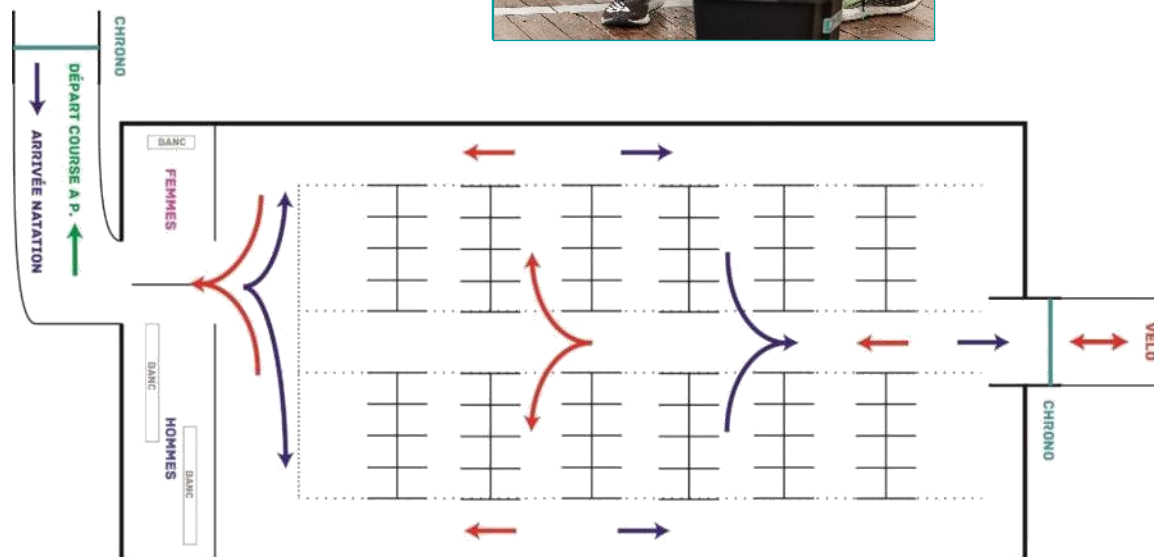 CHRONO
DÉPART COURSE A P.
ARRIVÉE NATATION
BANC
FEMMES
BANC
HOMMES
BANC
VELO
CHRONO